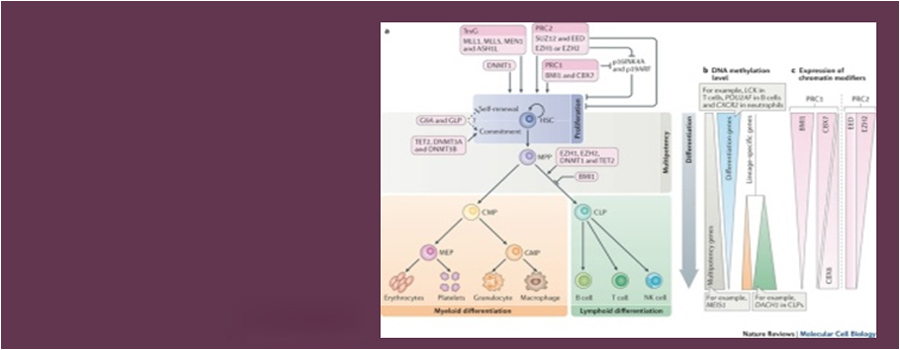 a
TrxG
MLL1, MLL5, MEN1
and ASH1L
PRC2
SUZ12 and EED
EZH1 or EZH2
DNMT1
PRC1
BMI1 and CBX7
p16INK4A
and p19ARF
Self-renewal
HSC
Proliferation
G9A and GLP
Commitment
TET2, DNMT3A
and DNMT3B
Multipotency
MPP
EZH1, EZH2,
DNMT1 and TET2
BMI1
CMP
CLP
MEP
GMP
Erythrocytes
Platelets
Granulocyte
Macrophage
B cell
T cell
NK cell
Myeloid differentiation
Lymphoid differentiation
Differentiation
b DNA methylation
level
For example, LCK in
T cells, POU2AF in B cells
and CXCR2 in neutrophils
Multipotency genes
Differentiation genes
Lineage-specific genes
For example,
MEIS1
For example,
DACH1 in CLPs
c Expression of
chromatin modifiers
PRC1
PRC2
BMI1
CBX7
CBX8
EED
EZH2
Nature Reviews | Molecular Cell Biology